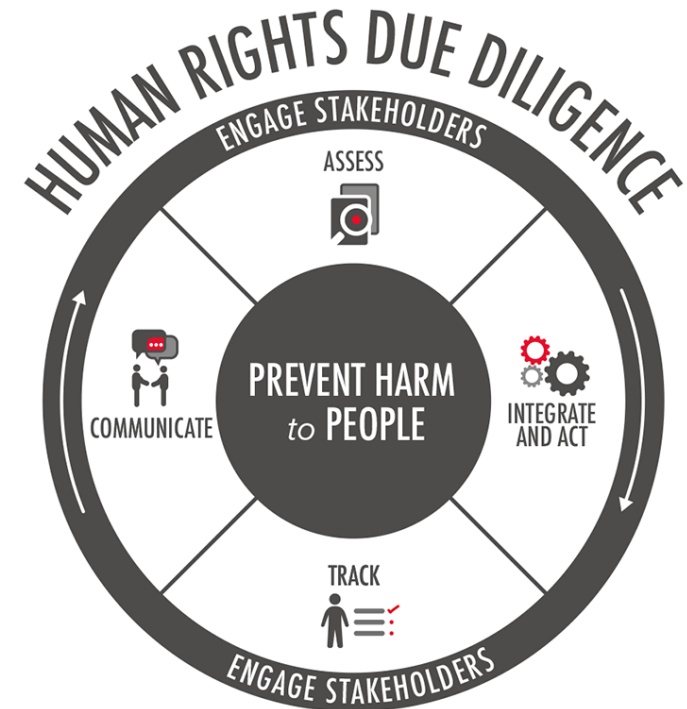 HUMAN RIGHTS DUE DILIGENCE
ENGAGE STAKEHOLDERS
ASSESS
COMMUNICATE
PREVENT HARM
to PEOPLE
INTEGRATE
AND ACT
TRACK
ENGAGE STAKEHOLDERS